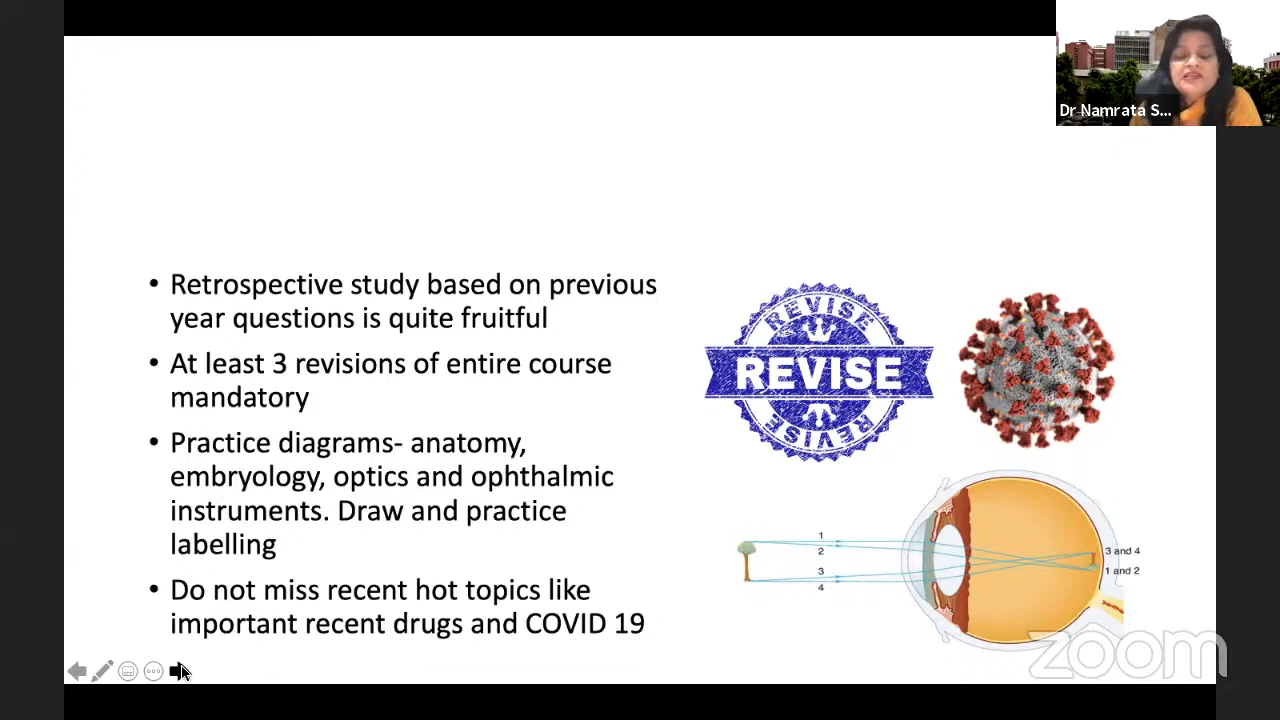 Dr Namrata S...
• Retrospective study based on previous
year questions is quite fruitful
• At least 3 revisions of entire course
mandatory
• Practice diagrams- anatomy,
embryology, optics and ophthalmic
instruments. Draw and practice
labelling
• Do not miss recent hot topics like
important recent drugs and COVID 19
REVISE
REVISE
REVISE
1
2
3
4
3 and 4
1 and 2
zoom